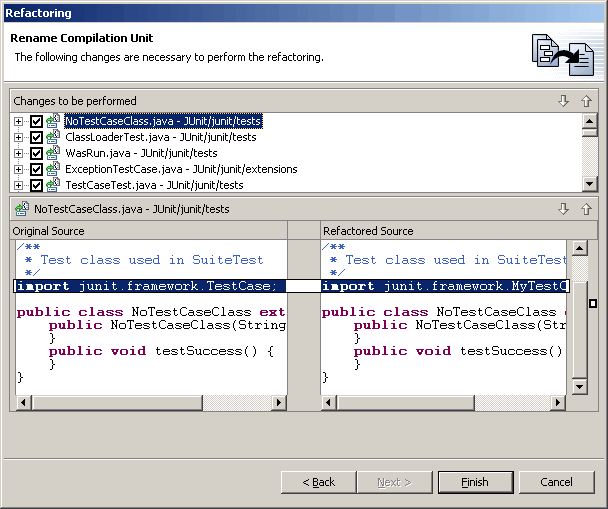 Refactoring
Rename Compilation Unit
The following changes are necessary to perform the refactoring.
Changes to be performed
NoTestCaseClass.java - JUnit/junit/tests
ClassLoaderTest.java - JUnit/junit/tests
WasRun.java - JUnit/junit/tests
ExceptionTestCase.java - JUnit/junit/extensions
TestCaseTest.java - JUnit/junit/tests
NoTestCaseClass.java - JUnit/junit/tests
Original Source
/**
 * Test class used in SuiteTest
 */
import junit.framework.TestCase;
public class NoTestCaseClass ext
    public NoTestCaseClass(String
    }
    public void testSuccess() {
    }
}
Refactored Source
/**
 * Test class used in SuiteTest
 */
import junit.framework.MyTestC
public class NoTestCaseClass
    public NoTestCaseClass(Str
    }
    public void testSuccess()
    }
}
< Back
Next >
Finish
Cancel